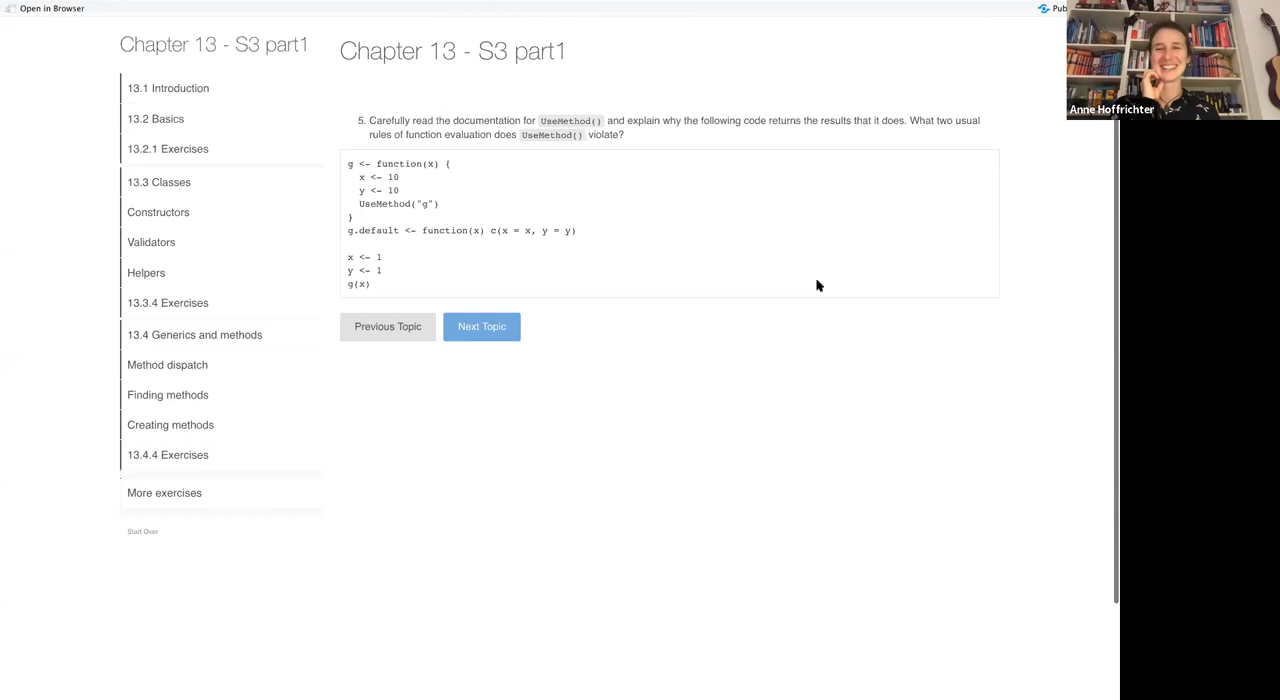 Open in Browser
Pub
Chapter 13 - S3 part1
13.1 Introduction
13.2 Basics
13.2.1 Exercises
13.3 Classes
Constructors
Validators
Helpers
13.3.4 Exercises
13.4 Generics and methods
Method dispatch
Finding methods
Creating methods
13.4.4 Exercises
More exercises
Start Over
Chapter 13 - S3 part1
5. Carefully read the documentation for UseMethod() and explain why the following code returns the results that it does. What two usual
rules of function evaluation does UseMethod() violate?
g <- function(x) {
  x <- 10
  y <- 10
  UseMethod("g")
}
g.default <- function(x) c(x = x, y = y)
x <- 1
y <- 1
g(x)
Previous Topic
Next Topic
Anne Hoffrichter